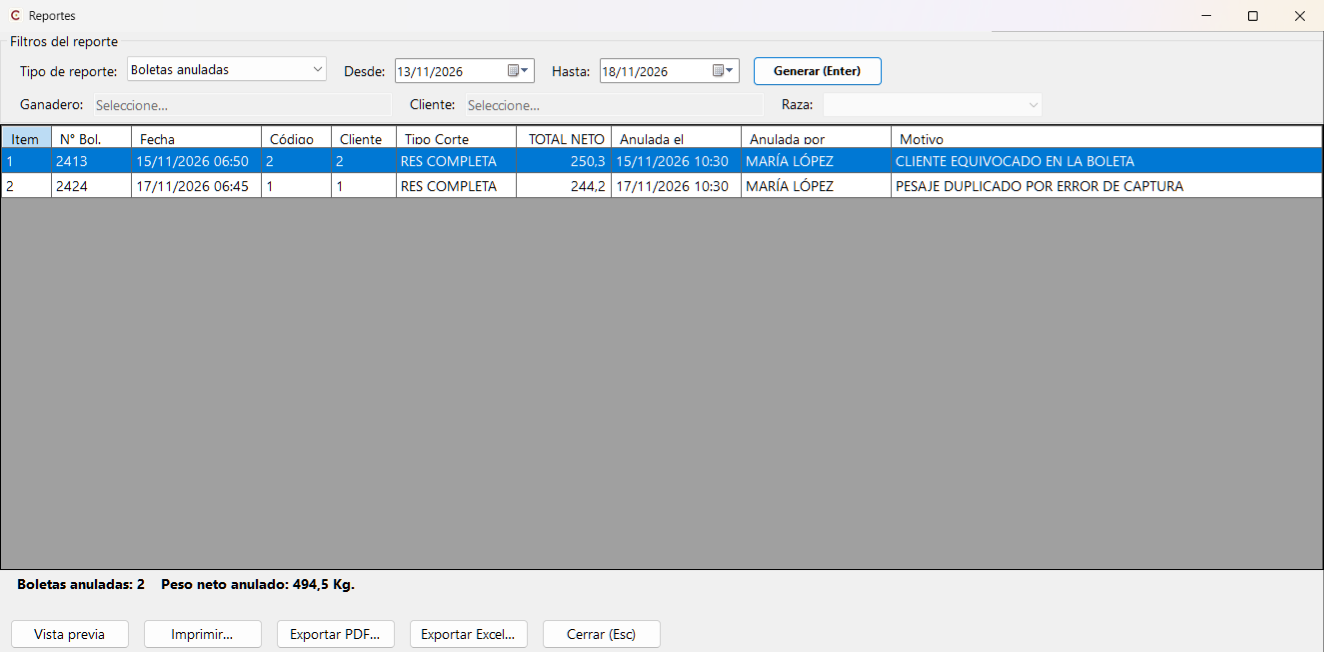 Reportes
Filtros del reporte
Tipo de reporte: Boletas anuladas Desde: 13/11/2026 Hasta: 18/11/2026 Generar (Enter)
Ganadero: Seleccione... Cliente: Seleccione... Raza:
Item N° Bol. Fecha Código Cliente Tipo Corte TOTAL NETO Anulada el Anulada por Motivo
1 2413 15/11/2026 06:50 2 2 RES COMPLETA 250,3 15/11/2026 10:30 MARÍA LÓPEZ CLIENTE EQUIVOCADO EN LA BOLETA
2 2424 17/11/2026 06:45 1 1 RES COMPLETA 244,2 17/11/2026 10:30 MARÍA LÓPEZ PESAJE DUPLICADO POR ERROR DE CAPTURA
Boletas anuladas: 2 Peso neto anulado: 494,5 Kg.
Vista previa Imprimir... Exportar PDF... Exportar Excel... Cerrar (Esc)